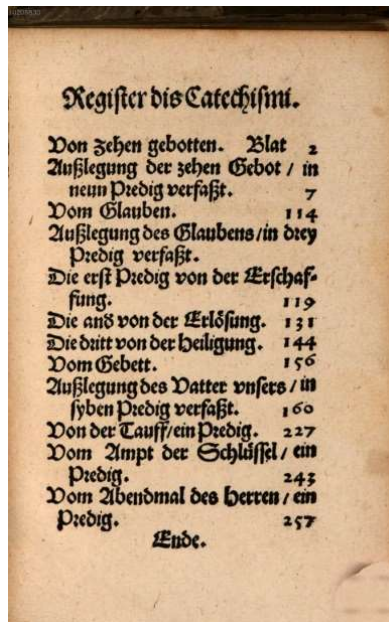 Register dis Catechismi.
Von zehen gebotten. Blat 2
Außlegung der zehen Gebot / in
neun Predig verfaßt. 7
Vom Glauben. 114
Außlegung des Glaubens / in drey
Predig verfaßt.
Die erst Predig von der Erschaf-
fung. 119
Die and von der Erlösung. 131
Die dritt von der Heiligung. 144
Vom Gebett. 156
Außlegung des Vatter vnsers / in
syben Predig verfaßt. 160
Von der Tauff / ein Predig. 227
Vom Ampt der Schlüssel / ein
Predig. 243
Vom Abendmal des Herren / ein
Predig. 257
Ende.